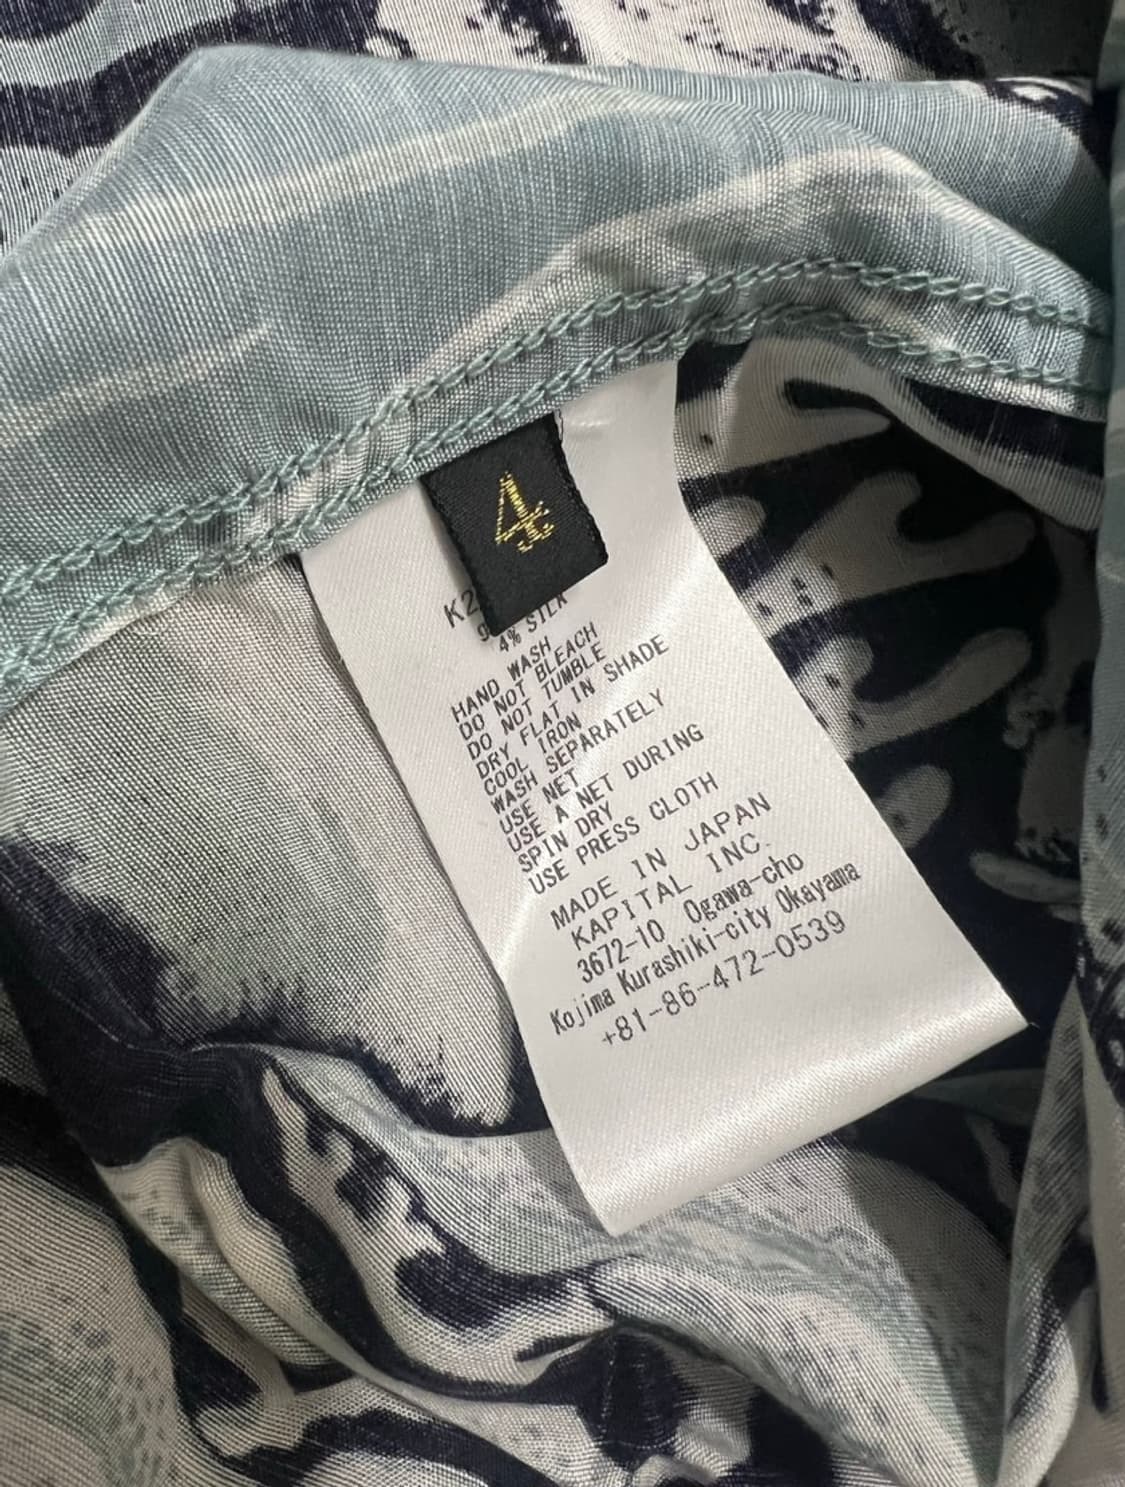 4
4% SILK
HAND WASH
DO NOT BLEACH
DO NOT TUMBLE
DRY FLAT IN SHADE
COOL IRON
WASH SEPARATELY
USE NET
USE A NET DURING
SPIN DRY
USE PRESS CLOTH
MADE IN JAPAN
KAPITAL INC.
3672-10 Ogawa-cho
Kojima Kurashiki-city Okayama
+81-86-472-0539